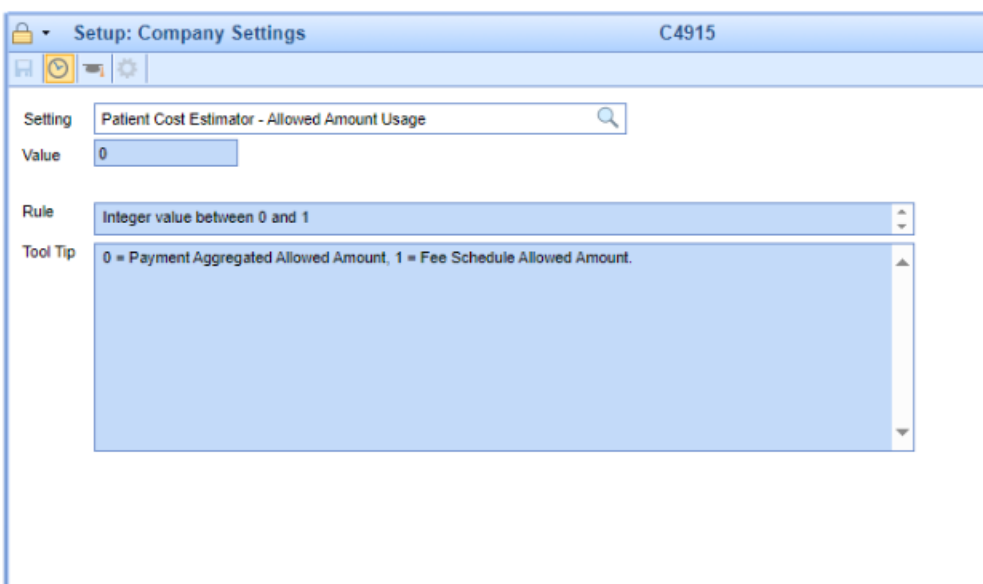 Setup: Company Settings C4915
Setting Patient Cost Estimator - Allowed Amount Usage
Value 0
Rule Integer value between 0 and 1
Tool Tip 0 = Payment Aggregated Allowed Amount, 1 = Fee Schedule Allowed Amount.